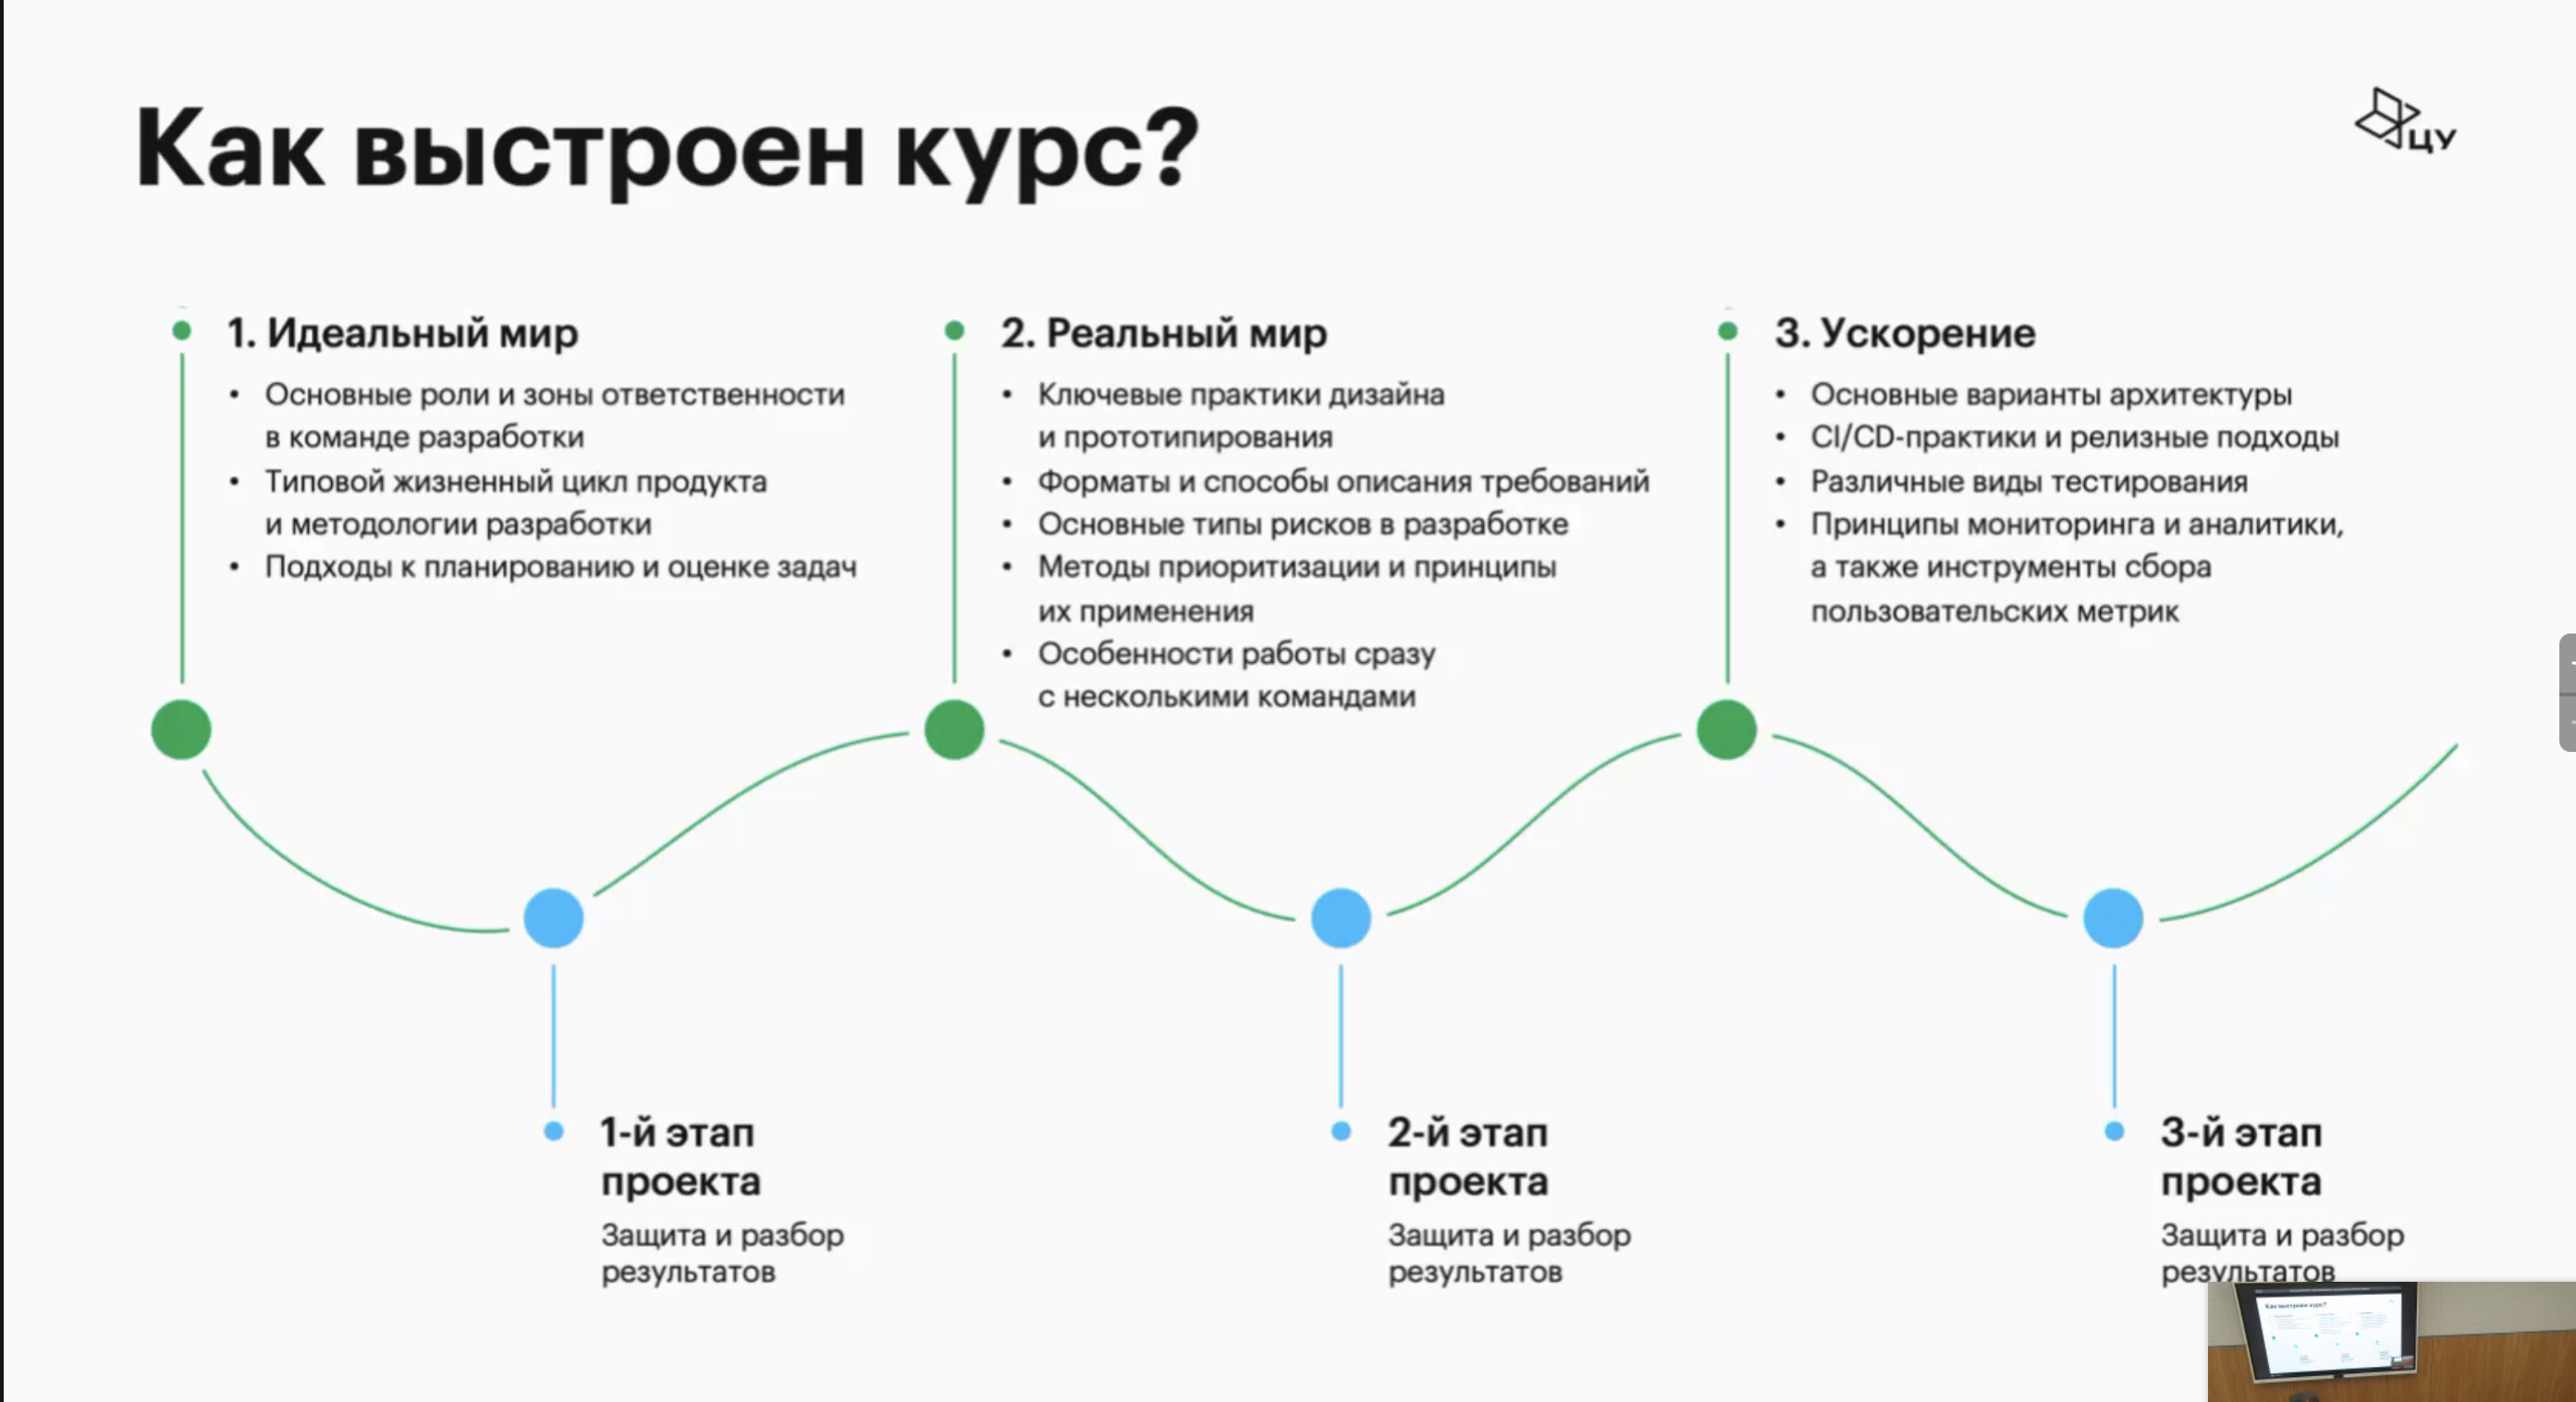 Как выстроен курс?
ЦУ
1. Идеальный мир
• Основные роли и зоны ответственности
в команде разработки
• Типовой жизненный цикл продукта
и методологии разработки
• Подходы к планированию и оценке задач
2. Реальный мир
• Ключевые практики дизайна
и прототипирования
• Форматы и способы описания требований
• Основные типы рисков в разработке
• Методы приоритизации и принципы
их применения
• Особенности работы сразу
с несколькими командами
3. Ускорение
• Основные варианты архитектуры
• CI/CD-практики и релизные подходы
• Различные виды тестирования
• Принципы мониторинга и аналитики,
а также инструменты сбора
пользовательских метрик
1-й этап
проекта
Защита и разбор
результатов
2-й этап
проекта
Защита и разбор
результатов
3-й этап
проекта
Защита и разбор
результатов
Как выстроен курс?